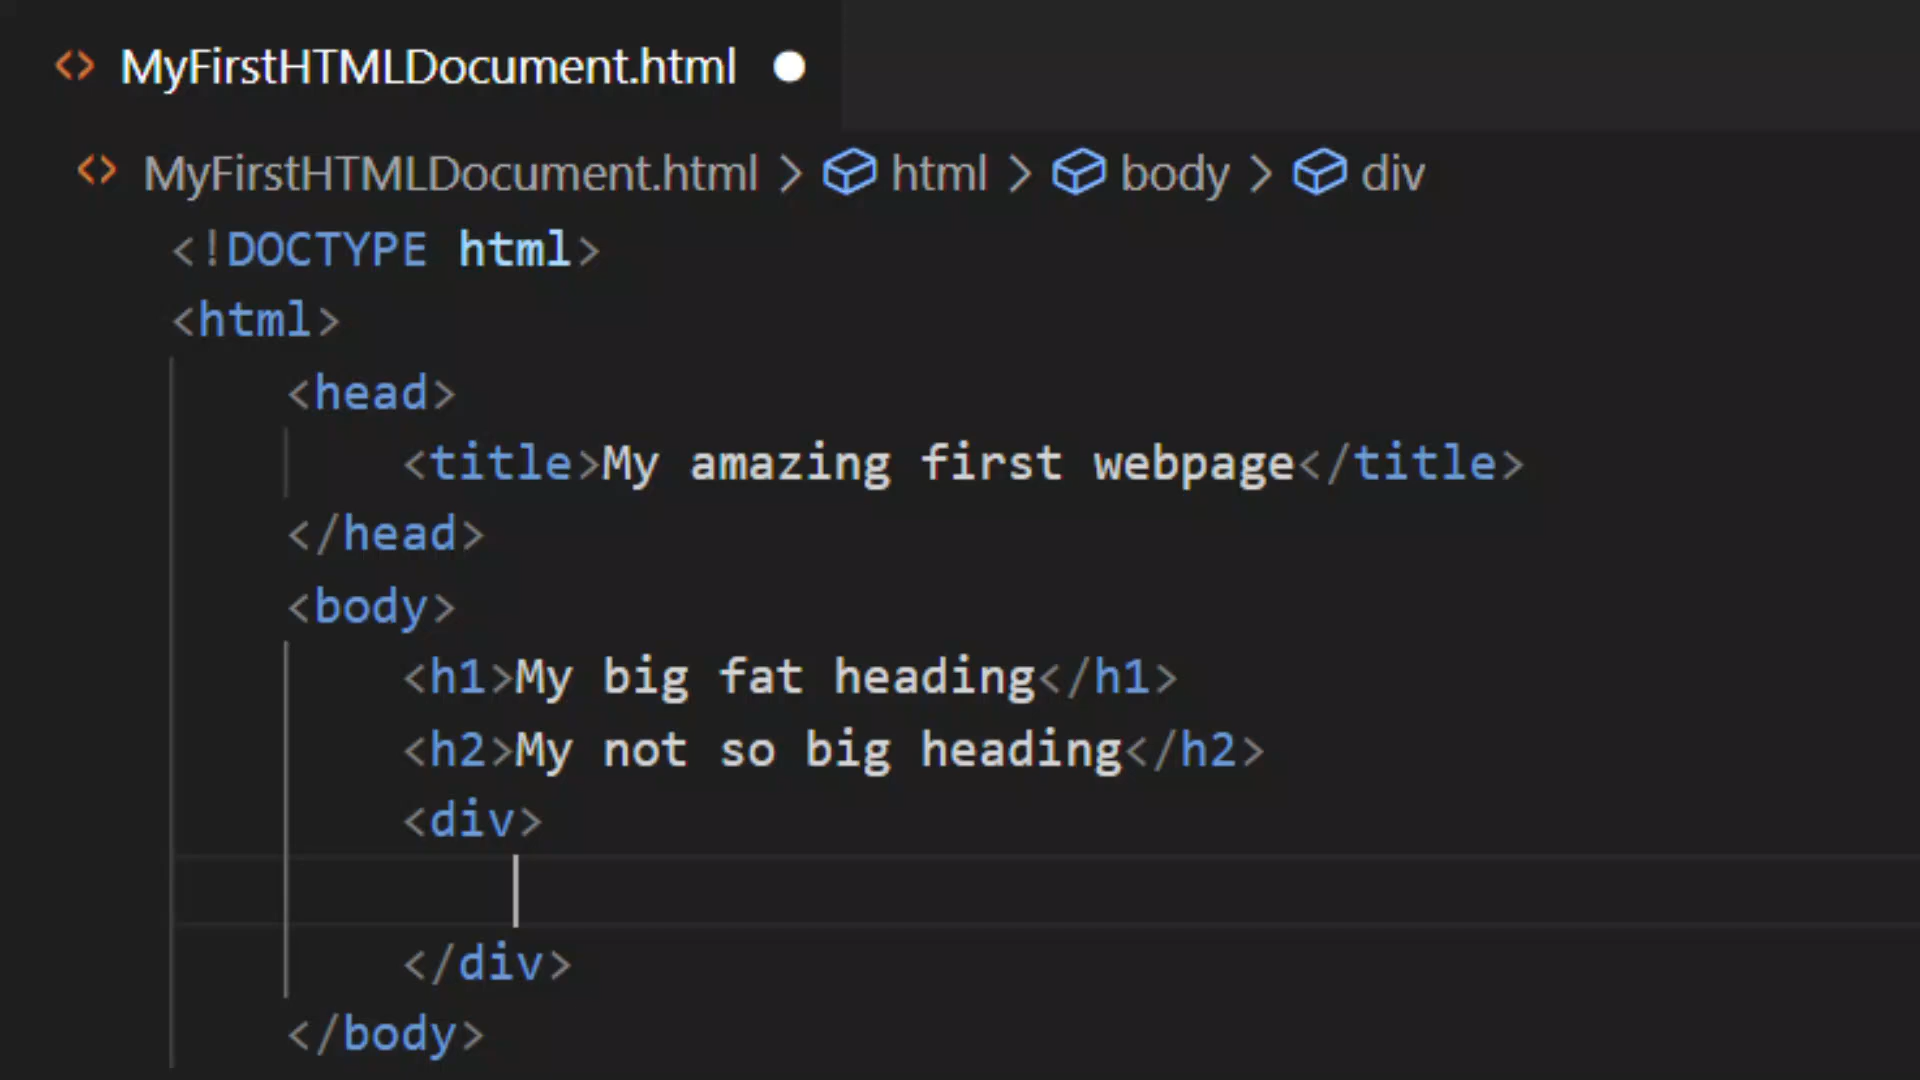 <> MyFirstHTMLDocument.html ●
<> MyFirstHTMLDocument.html > html > body > div
<!DOCTYPE html>
<html>
    <head>
        <title>My amazing first webpage</title>
    </head>
    <body>
        <h1>My big fat heading</h1>
        <h2>My not so big heading</h2>
        <div>
        </div>
    </body>